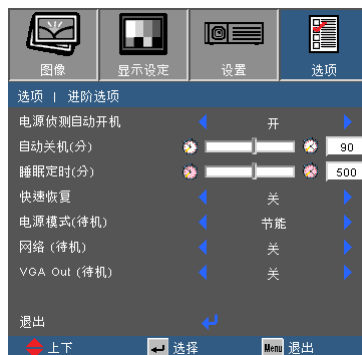 图像 显示设定 设置 选项
选项 | 进阶选项
电源侦测自动开机 开
自动关机(分) 90
睡眠定时(分) 500
快速恢复 关
电源模式(待机) 节能
网络 (待机) 关
VGA Out (待机) 关
退出
上下 选择 Menu 退出